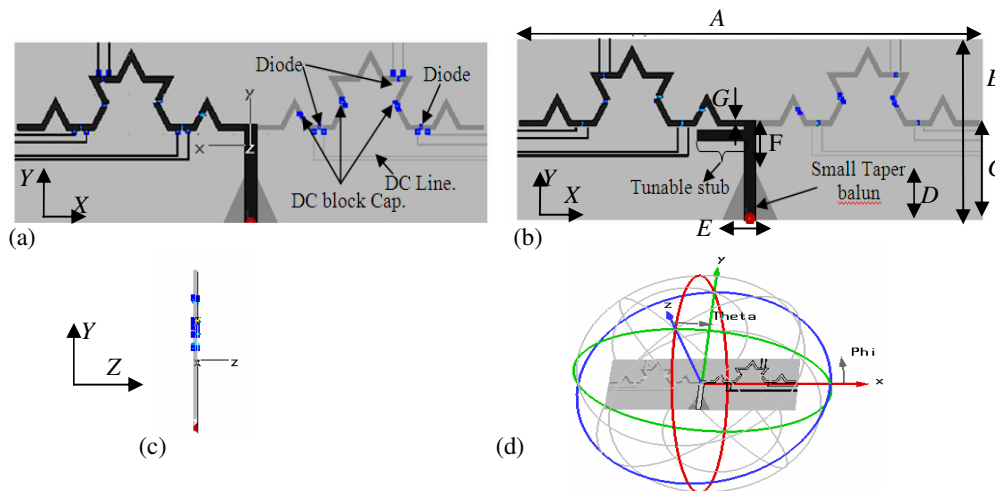 A
Diode
Diode
y
x
z
DC Line.
DC block Cap.
Y
X
(a)
G
F
B
C
D
E
Tunable stub
Small Taper
balun
Y
X
(b)
Y
Z
z
(c)
y
z
Theta
Phi
x
(d)